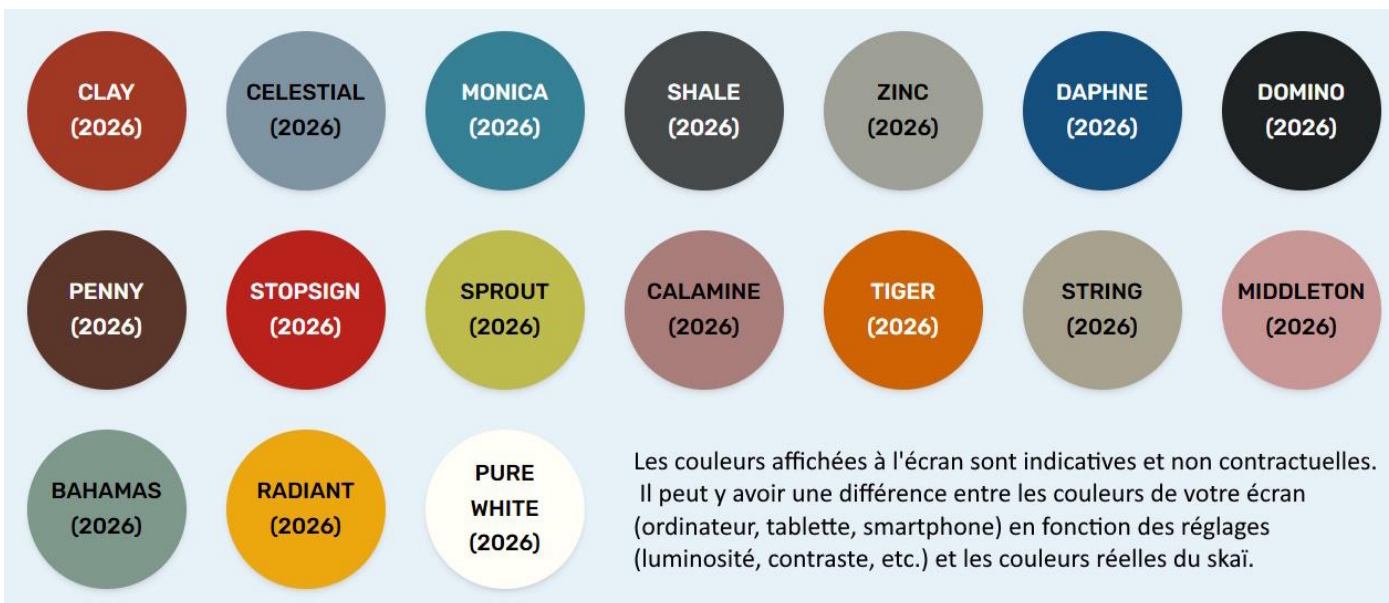 CLAY
(2026)
CELESTIAL
(2026)
MONICA
(2026)
SHALE
(2026)
ZINC
(2026)
DAPHNE
(2026)
DOMINO
(2026)
PENNY
(2026)
STOPSIGN
(2026)
SPROUT
(2026)
CALAMINE
(2026)
TIGER
(2026)
STRING
(2026)
MIDDLETON
(2026)
BAHAMAS
(2026)
RADIANT
(2026)
PURE
WHITE
(2026)
Les couleurs affichées à l'écran sont indicatives et non contractuelles.
Il peut y avoir une différence entre les couleurs de votre écran
(ordinateur, tablette, smartphone) en fonction des réglages
(luminosité, contraste, etc.) et les couleurs réelles du skaï.